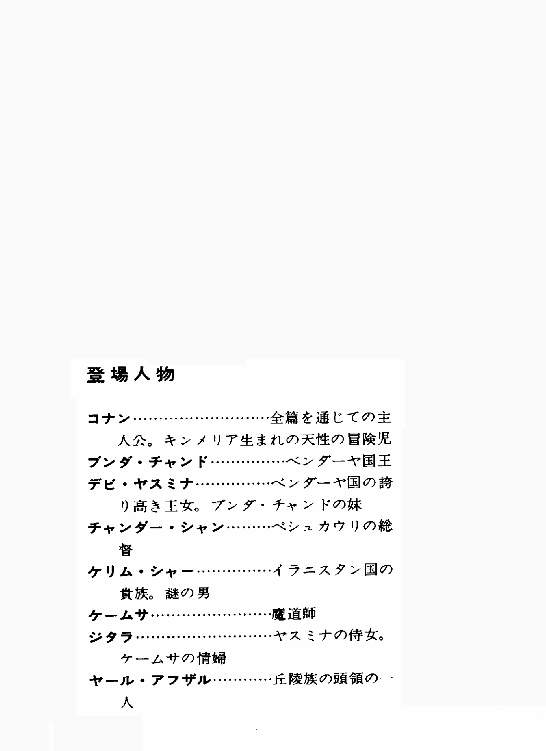 登場人物
コナン…………………………全篇を通じての主
人公。キンメリア生まれの天性の冒険児
ブンダ・チャンド……………ベンダーヤ国王
デビ・ヤスミナ………………ベンダーヤ国の誇
り高き王女。ブンダ・チャンドの妹
チャンダー・シャン…………ペシュカウリの総
督
ケリム・シャー………………イラニスタン国の
貴族。謎の男
ケームサ………………………魔道師
ジタラ…………………………ヤスミナの侍女。
ケームサの情婦
ヤール・アフザル……………丘陵族の頭領の一
人